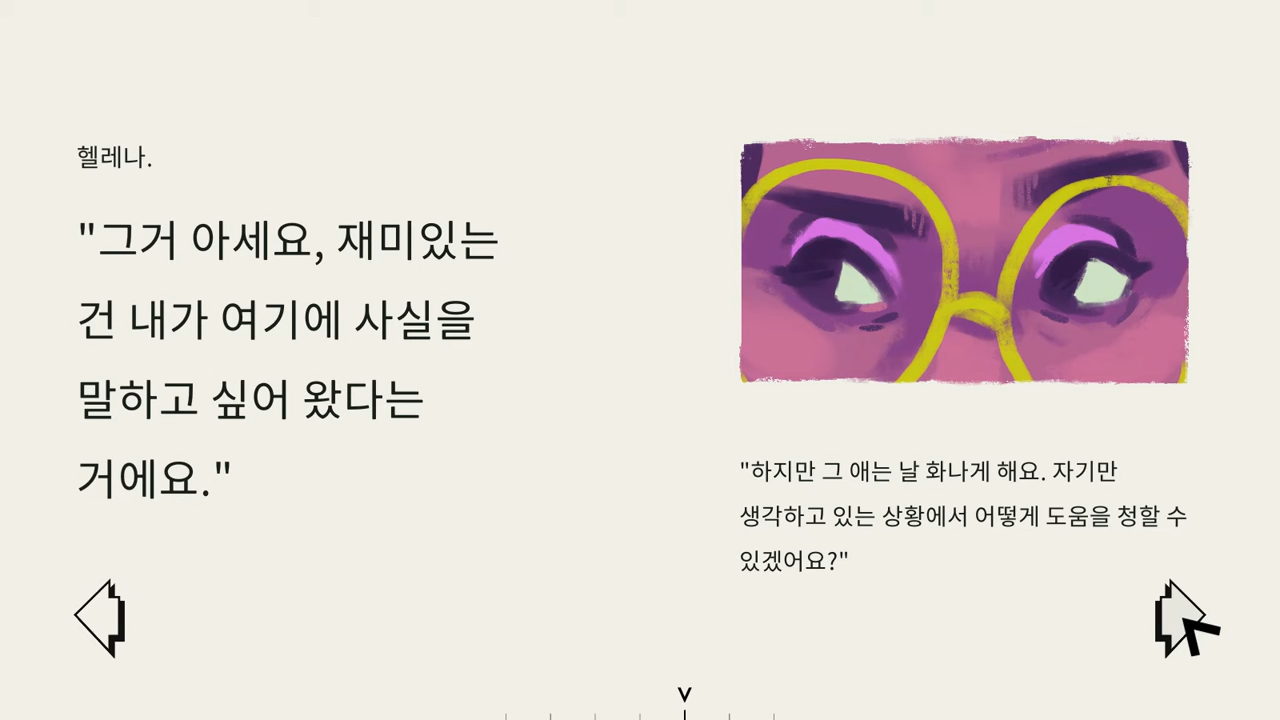 헬레나.
"그거 아세요, 재미있는
건 내가 여기에 사실을
말하고 싶어 왔다는
거에요."
"하지만 그 애는 날 화나게 해요. 자기만
생각하고 있는 상황에서 어떻게 도움을 청할 수
있겠어요?"